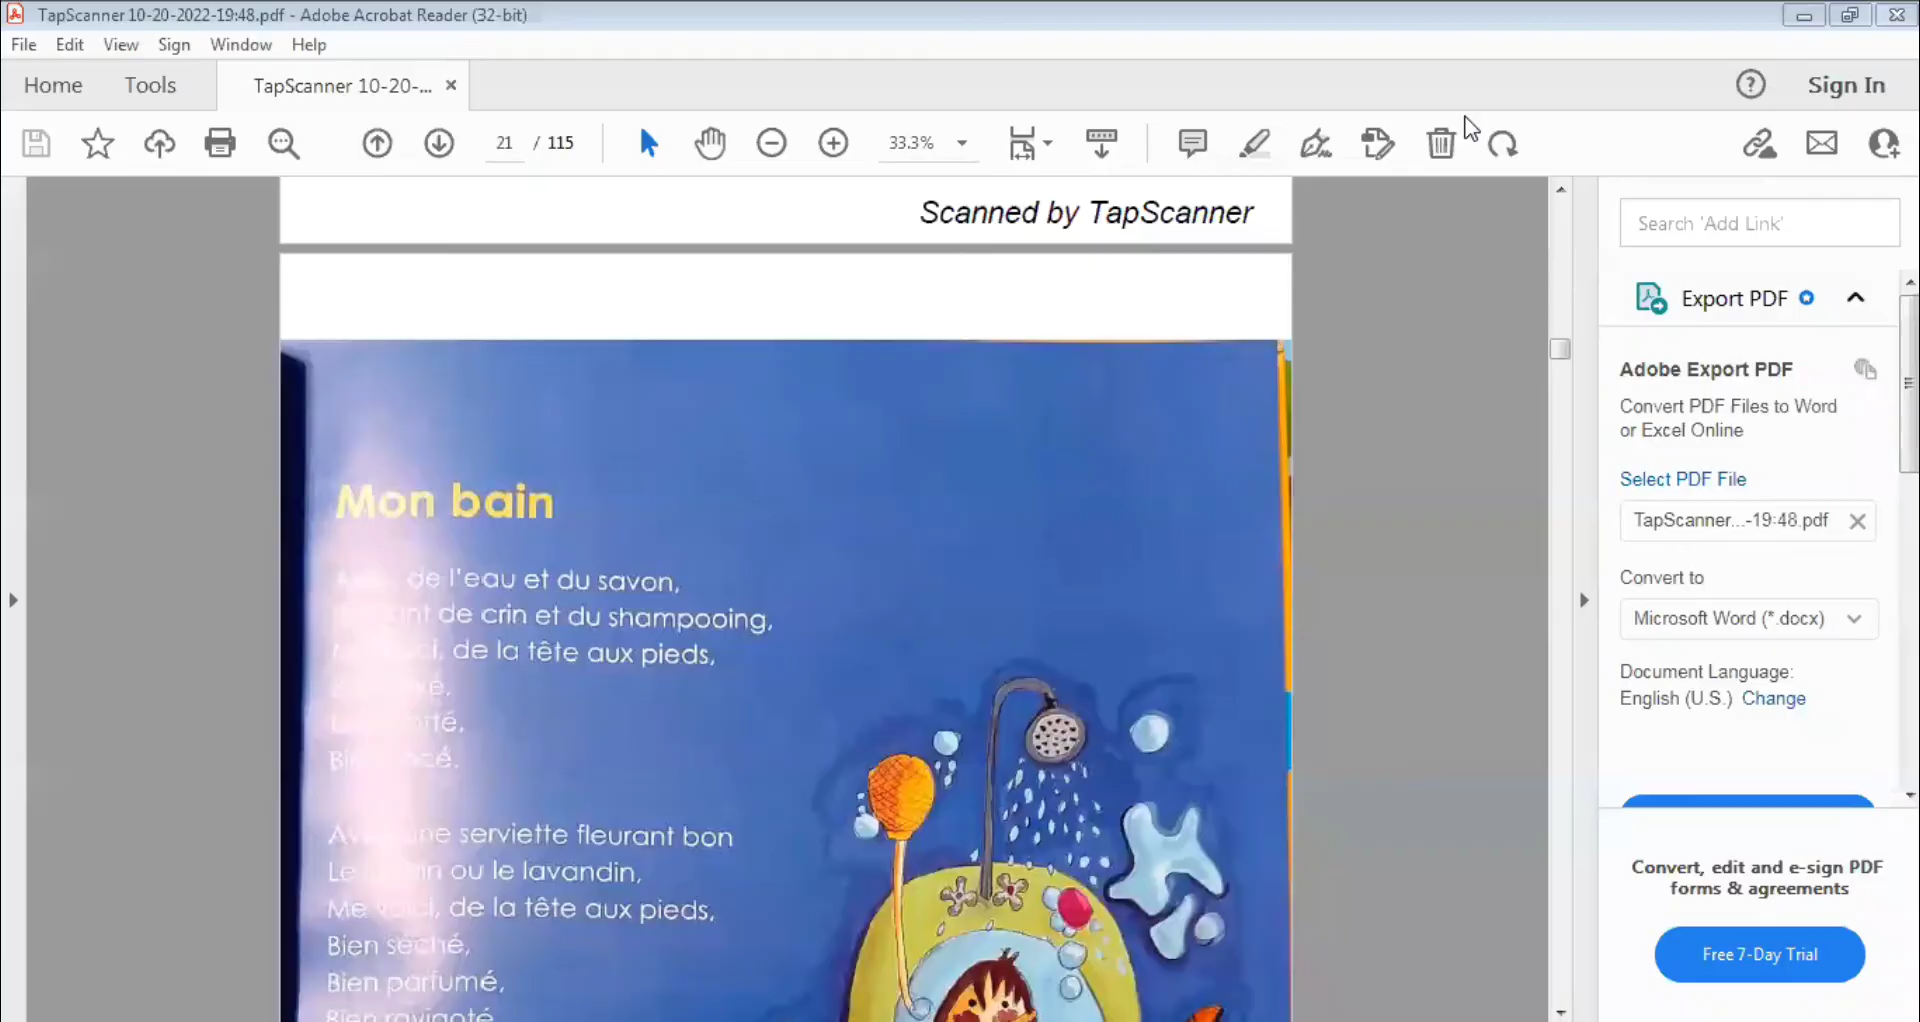 TapScanner 10-20-2022-19:48.pdf - Adobe Acrobat Reader (32-bit)
File Edit View Sign Window Help
Home Tools TapScanner 10-20-... Sign In
21 / 115 33.3%
Scanned by TapScanner
Mon bain
de l'eau et du savon,
de crin et du shampooing,
de la tête aux pieds,
Bien
serviette fleurant bon
ou le lavandin,
Me voici, de la tête aux pieds,
Bien séché,
Bien parfumé,
Bien ravigoté
Search 'Add Link'
Export PDF
Adobe Export PDF
Convert PDF Files to Word
or Excel Online
Select PDF File
TapScanner...-19:48.pdf
Convert to
Microsoft Word (*.docx)
Document Language:
English (U.S.) Change
Convert, edit and e-sign PDF
forms & agreements
Free 7-Day Trial